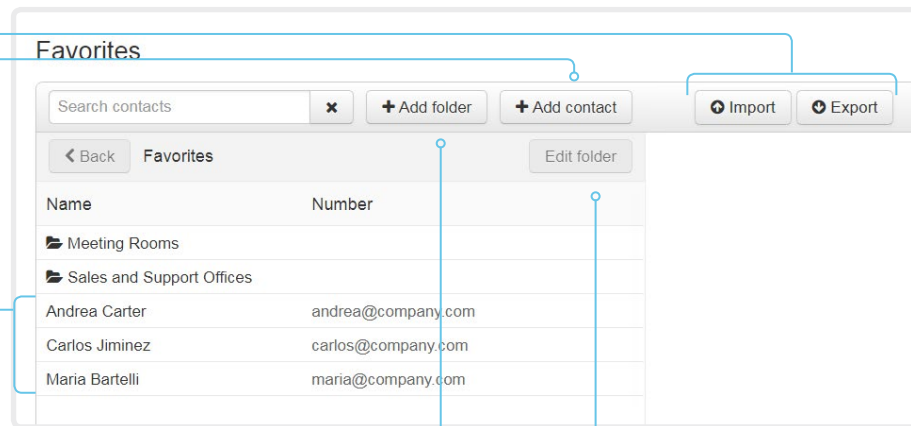 Favorites
Search contacts
Add folder
Add contact
Import
Export
Back Favorites Edit folder
Name Number
Meeting Rooms
Sales and Support Offices
Andrea Carter andrea@company.com
Carlos Jiminez carlos@company.com
Maria Bartelli maria@company.com